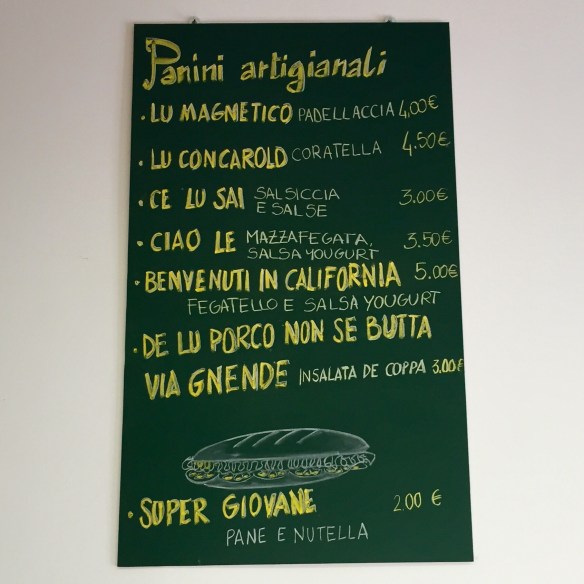 Panini artigianali
· LU MAGNETICO PADELLACCIA 4,00€
· LU CONCAROLO CORATELLA 4.50€
· CE LU SAI SALSICCIA E SALSE 3.00€
· CIAO LE MAZZAFEGATA, SALSA YOUGURT 3.50€
· BENVENUTI IN CALIFORNIA 5.00€
FEGATELLO E SALSA YOUGURT
· DE LU PORCO NON SE BUTTA
VIA GNENDE INSALATA DE COPPA 3.00€
· SUPER GIOVANE 2.00 €
PANE E NUTELLA